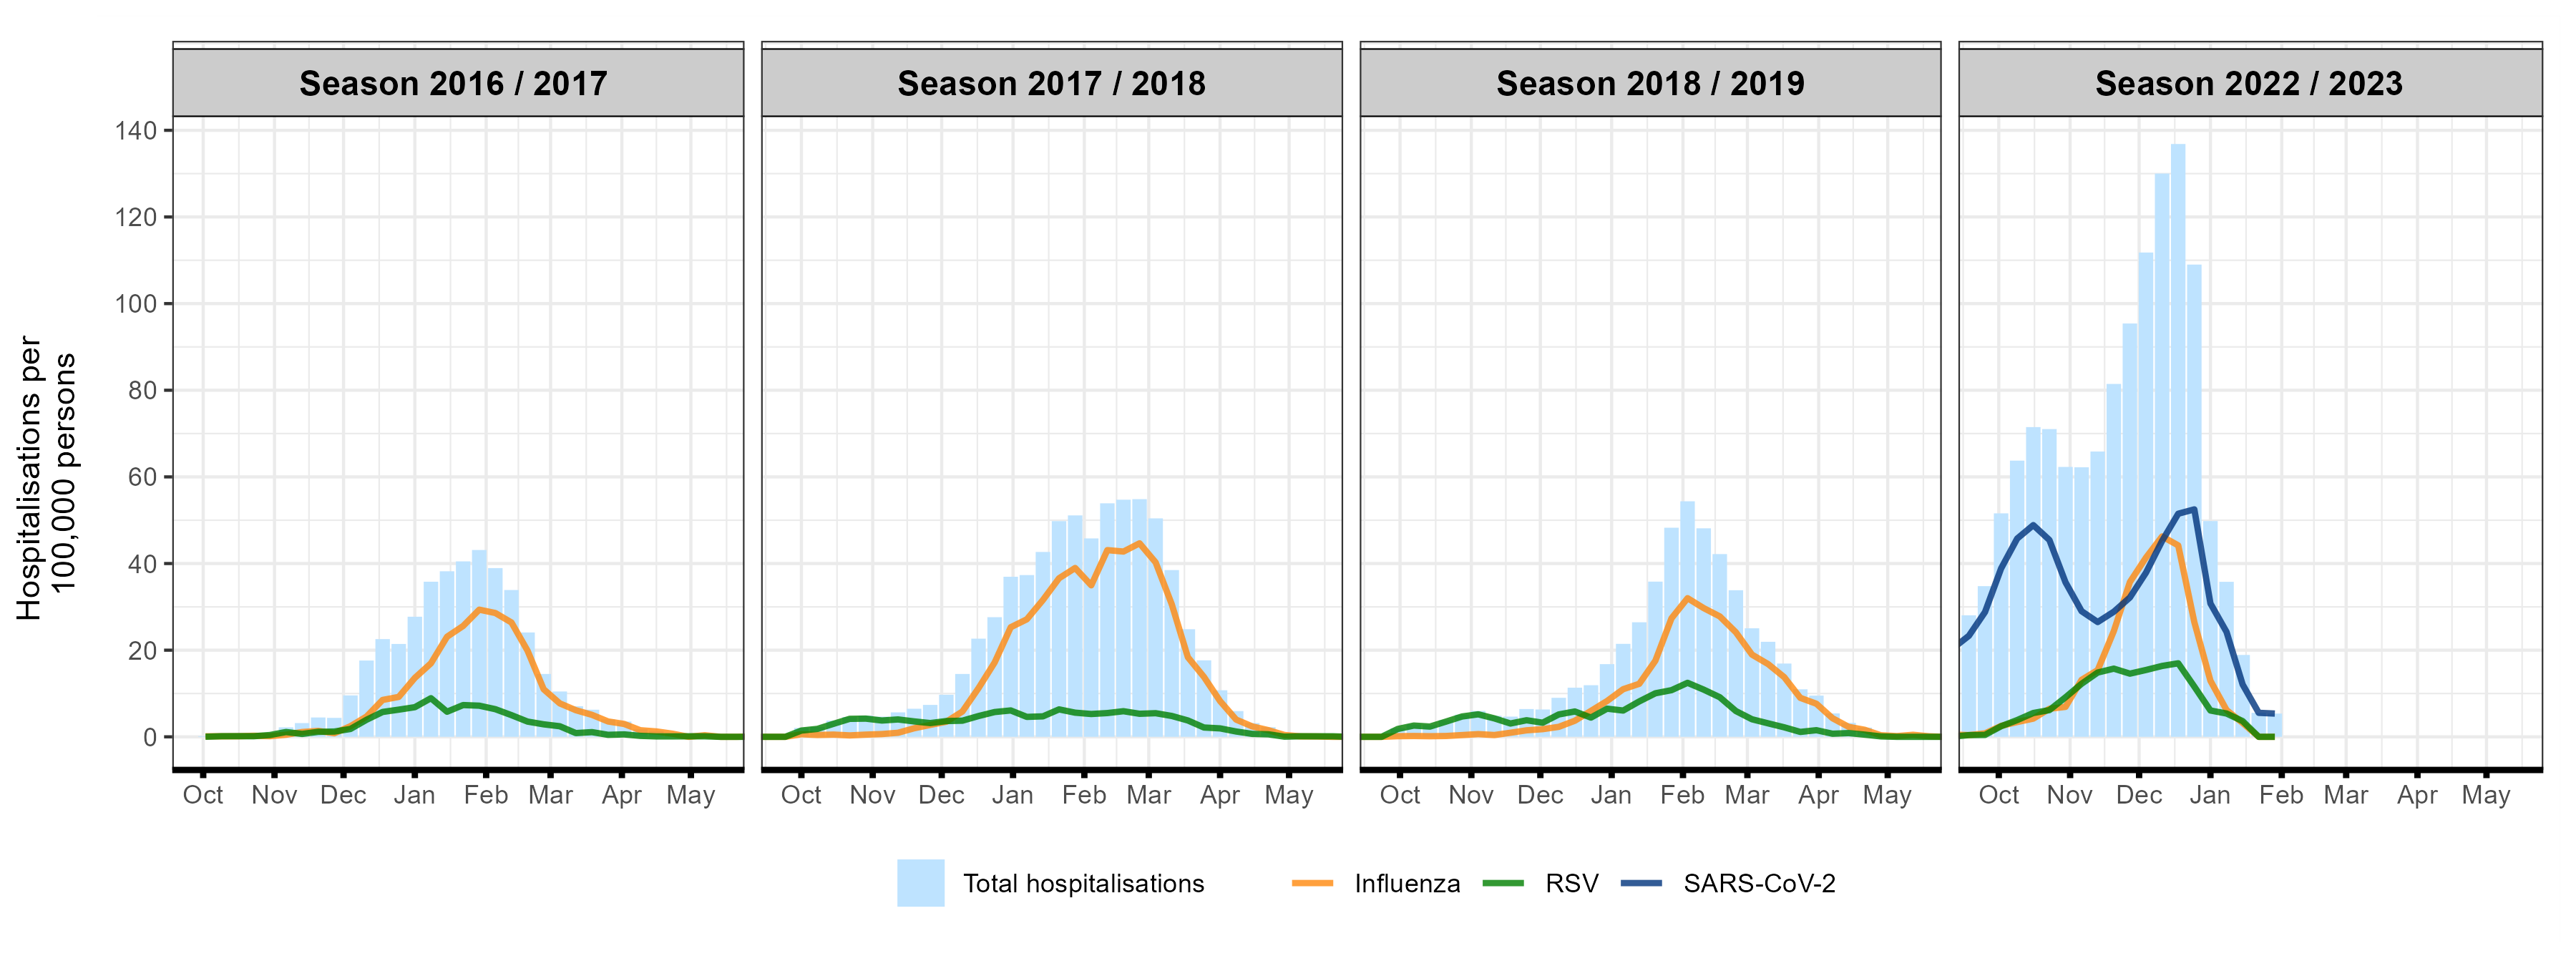 Season 2016 / 2017
Season 2017 / 2018
Season 2018 / 2019
Season 2022 / 2023
Hospitalisations per
100,000 persons
140
120
100
80
60
40
20
0
Oct Nov Dec Jan Feb Mar Apr May
Oct Nov Dec Jan Feb Mar Apr May
Oct Nov Dec Jan Feb Mar Apr May
Oct Nov Dec Jan Feb Mar Apr May
Total hospitalisations Influenza RSV SARS-CoV-2